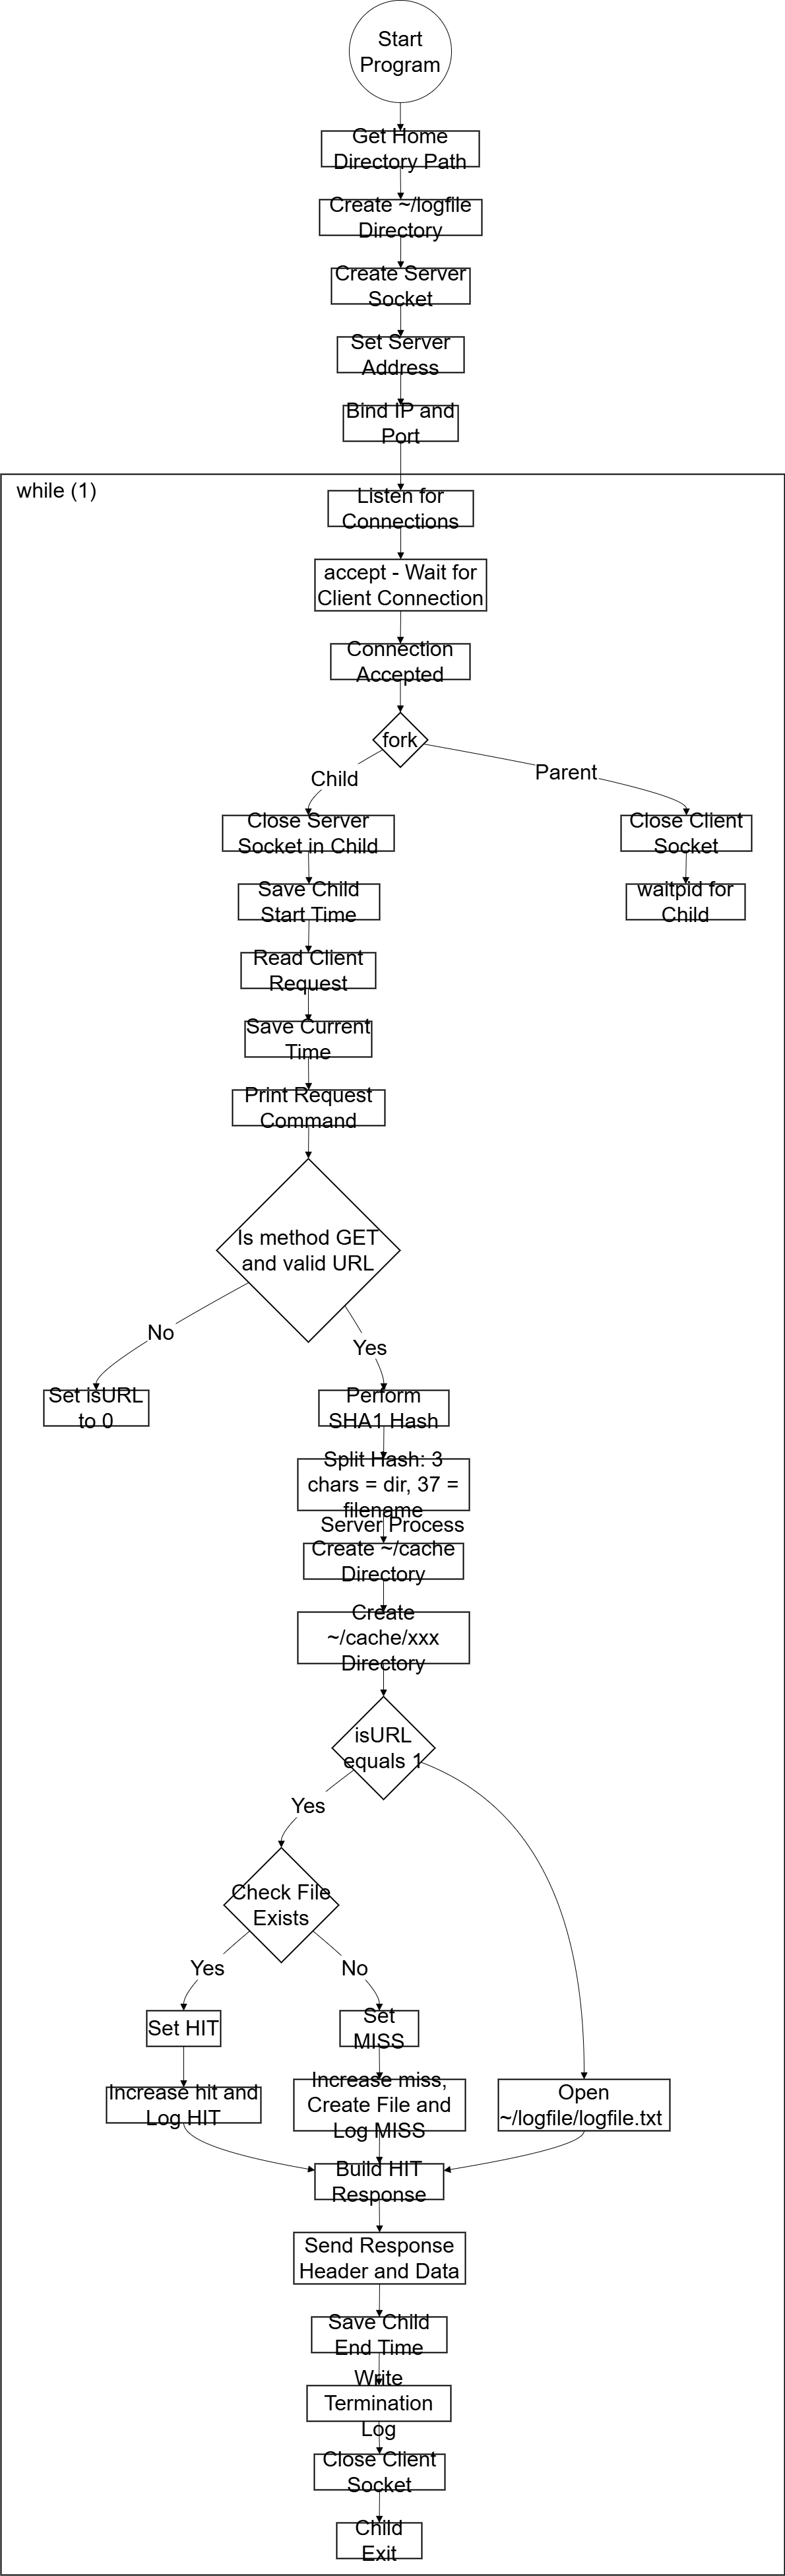 Start
Program
Get Home
Directory Path
Create ~/logfile
Directory
Create Server
Socket
Set Server
Address
Bind IP and
Port
while (1)
Listen for
Connections
accept - Wait for
Client Connection
Connection
Accepted
fork
Child
Parent
Close Server
Socket in Child
Close Client
Socket
Save Child
Start Time
waitpid for
Child
Read Client
Request
Save Current
Time
Print Request
Command
Is method GET
and valid URL
No
Yes
Set isURL
to 0
Perform
SHA1 Hash
Split Hash: 3
chars = dir, 37 =
filename
Server Process
Create ~/cache
Directory
Create
~/cache/xxx
Directory
isURL
equals 1
Yes
Check File
Exists
Yes
No
Set HIT
Set
MISS
Increase hit and
Log HIT
Increase miss,
Create File and
Log MISS
Open
~/logfile/logfile.txt
Build HIT
Response
Send Response
Header and Data
Save Child
End Time
Write
Termination
Log
Close Client
Socket
Child
Exit